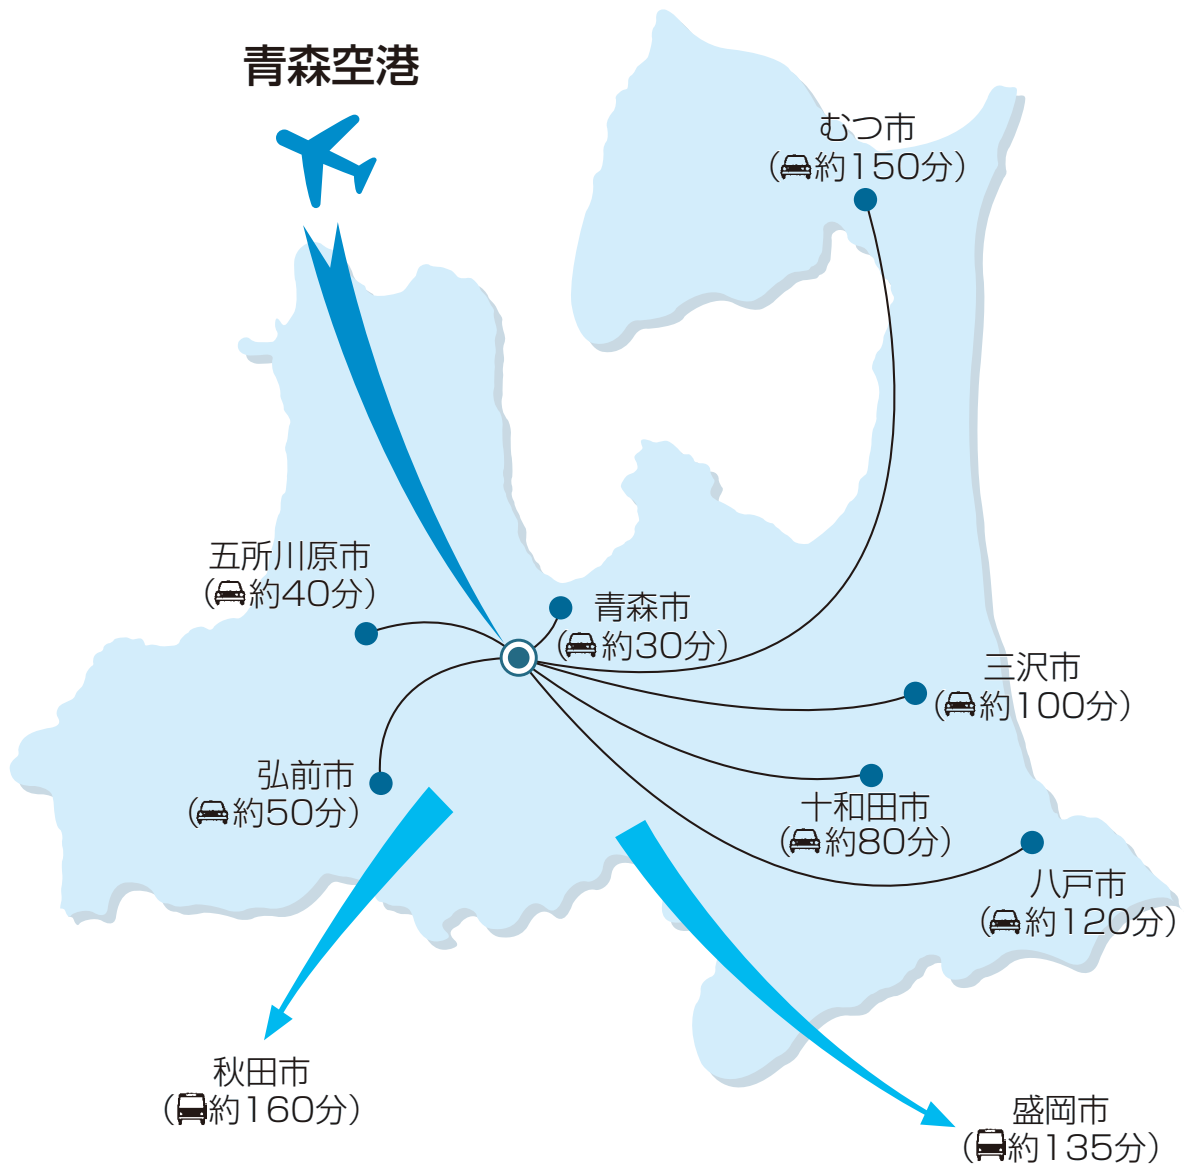 青森空港
むつ市
(約150分)
五所川原市
(約40分)
青森市
(約30分)
三沢市
(約100分)
弘前市
(約50分)
十和田市
(約80分)
八戸市
(約120分)
秋田市
(約160分)
盛岡市
(約135分)